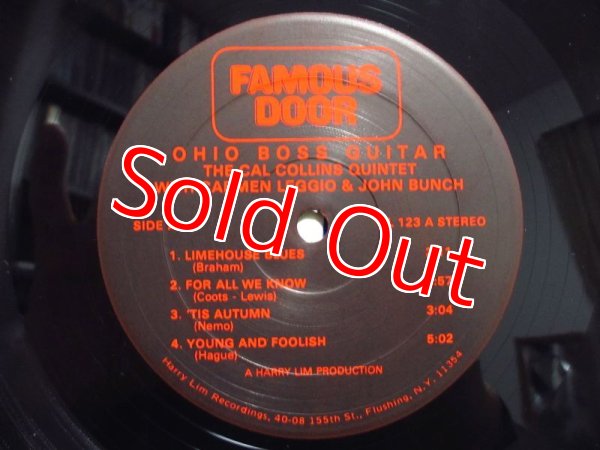 FAMOUS
DOOR
OHIO BOSS GUITAR
THE CAL COLLINS QUINTET
LEGGIO & JOHN BUNCH
SIDE
123 A STEREO
1. LIMEHOUSE BLUES
(Braham)
2. FOR ALL WE KNOW
(Coots - Lewis)
3. 'TIS AUTUMN
3:04
(Nemo)
4. YOUNG AND FOOLISH
5:02
(Hague)
A HARRY LIM PRODUCTION
Harry Lim Recordings, 40-08 155th St., Flushing, N.Y. 11354
Sold Out